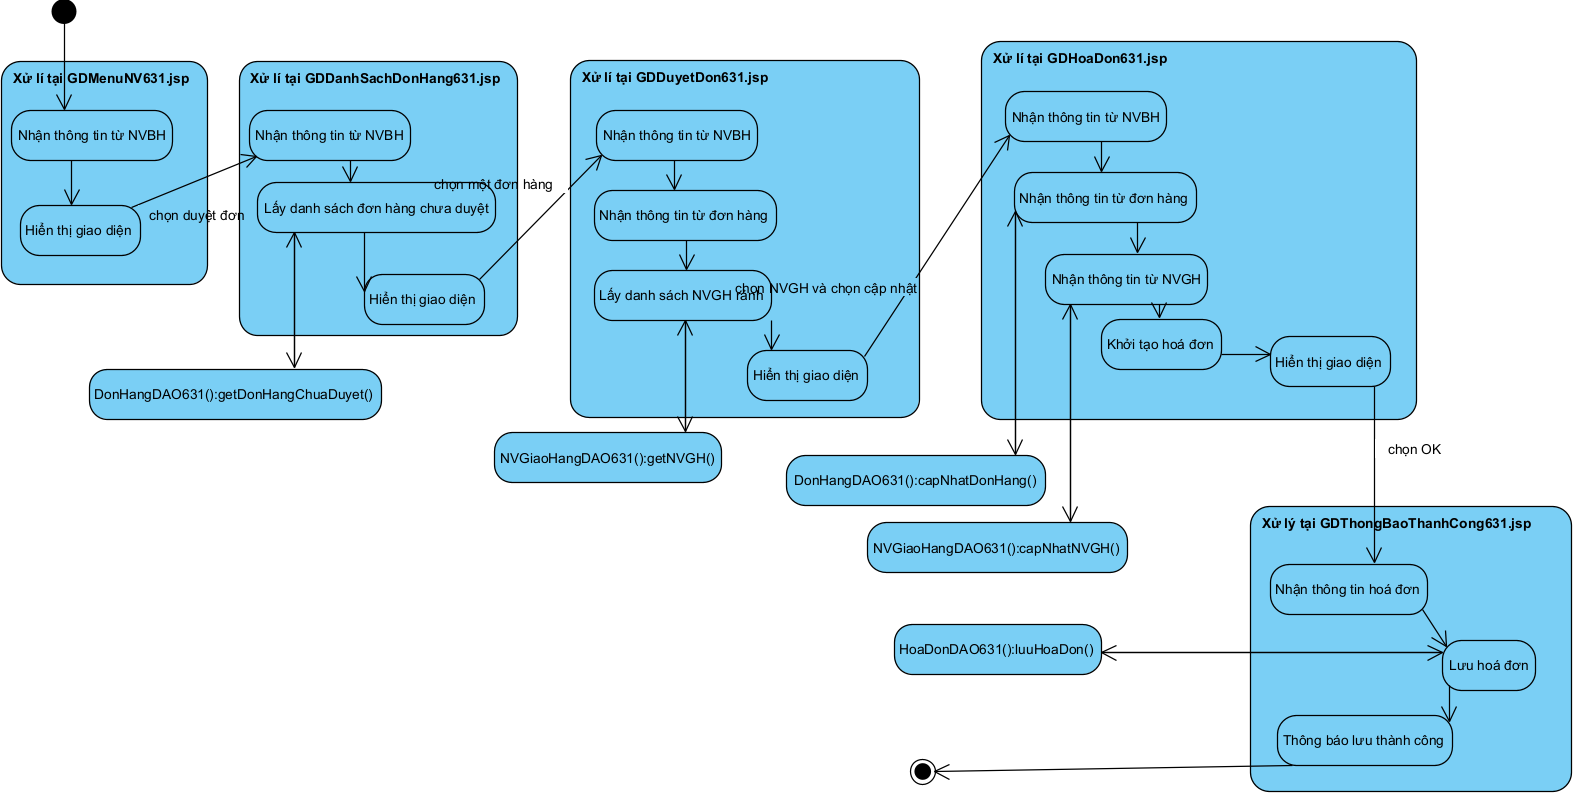 Xử lí tại GDMenuNV631.jsp
Nhận thông tin từ NVBH
Hiển thị giao diện
chọn duyệt đơn
Xử lí tại GDDanhSachDonHang631.jsp
Nhận thông tin từ NVBH
Lấy danh sách đơn hàng chưa duyệt
Hiển thị giao diện
DonHangDAO631():getDonHangChuaDuyet()
chọn một đơn hàng
Xử lí tại GDDuyetDon631.jsp
Nhận thông tin từ NVBH
Nhận thông tin từ đơn hàng
Lấy danh sách NVGH rảnh
Hiển thị giao diện
NVGiaoHangDAO631():getNVGH()
chọn NVGH và chọn cập nhật
Xử lí tại GDHoaDon631.jsp
Nhận thông tin từ NVBH
Nhận thông tin từ đơn hàng
Nhận thông tin từ NVGH
Khởi tạo hoá đơn
Hiển thị giao diện
DonHangDAO631():capNhatDonHang()
NVGiaoHangDAO631():capNhatNVGH()
chọn OK
Xử lý tại GDThongBaoThanhCong631.jsp
Nhận thông tin hoá đơn
Lưu hoá đơn
HoaDonDAO631():luuHoaDon()
Thông báo lưu thành công